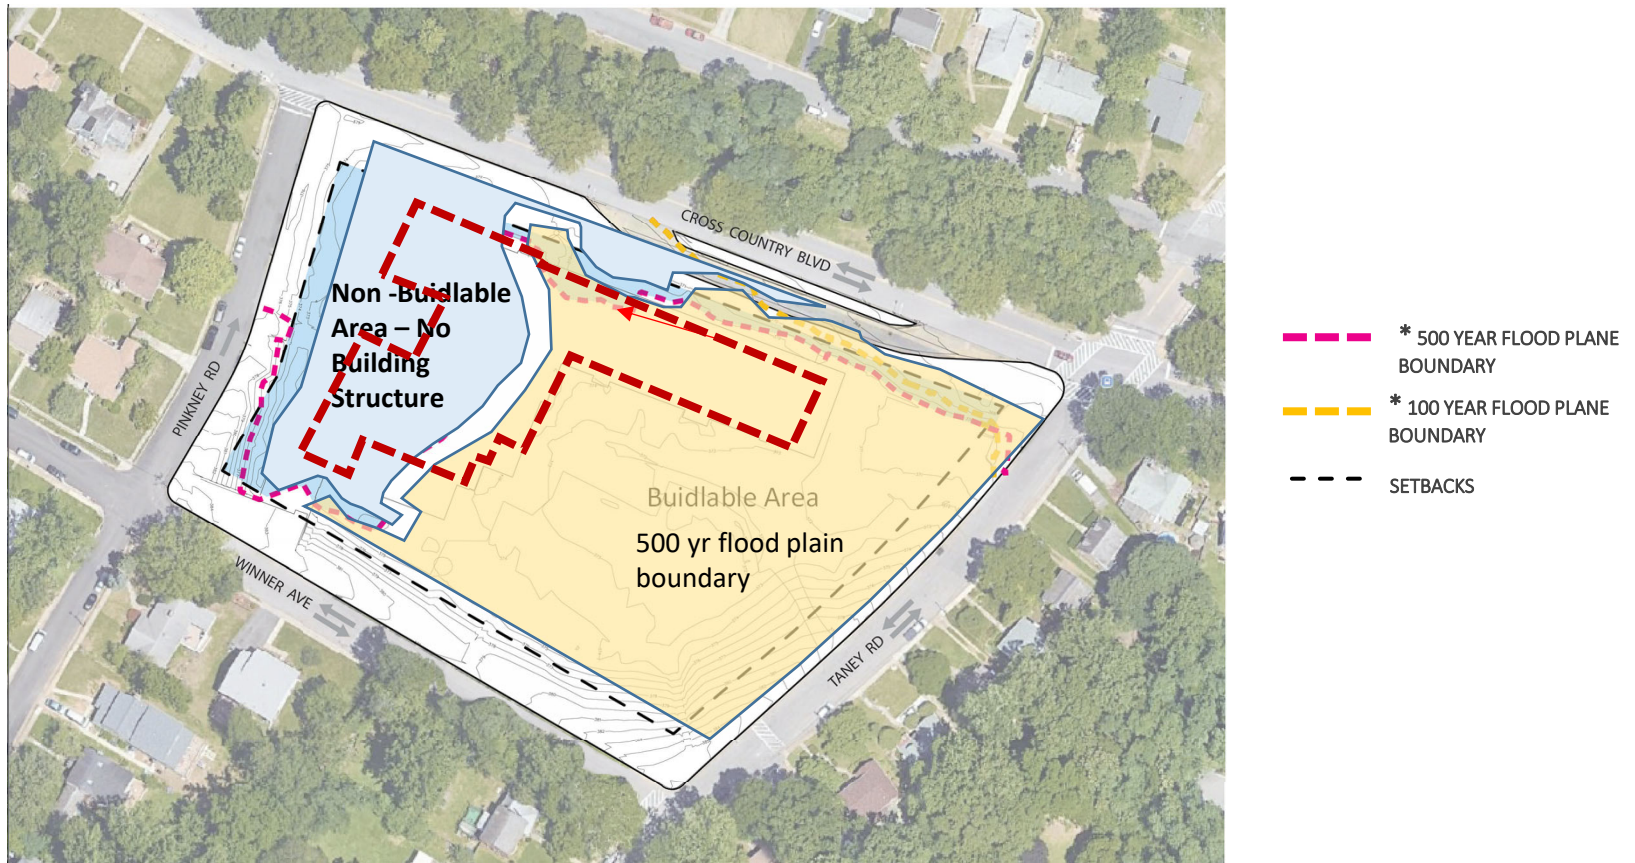 CROSS COUNTRY BLVD
Non -Buidlable
Area – No
Building
Structure
PINKNEY RD
* 500 YEAR FLOOD PLANE
BOUNDARY
* 100 YEAR FLOOD PLANE
BOUNDARY
SETBACKS
Buidlable Area
500 yr flood plain
boundary
WINNER AVE
TANEY RD